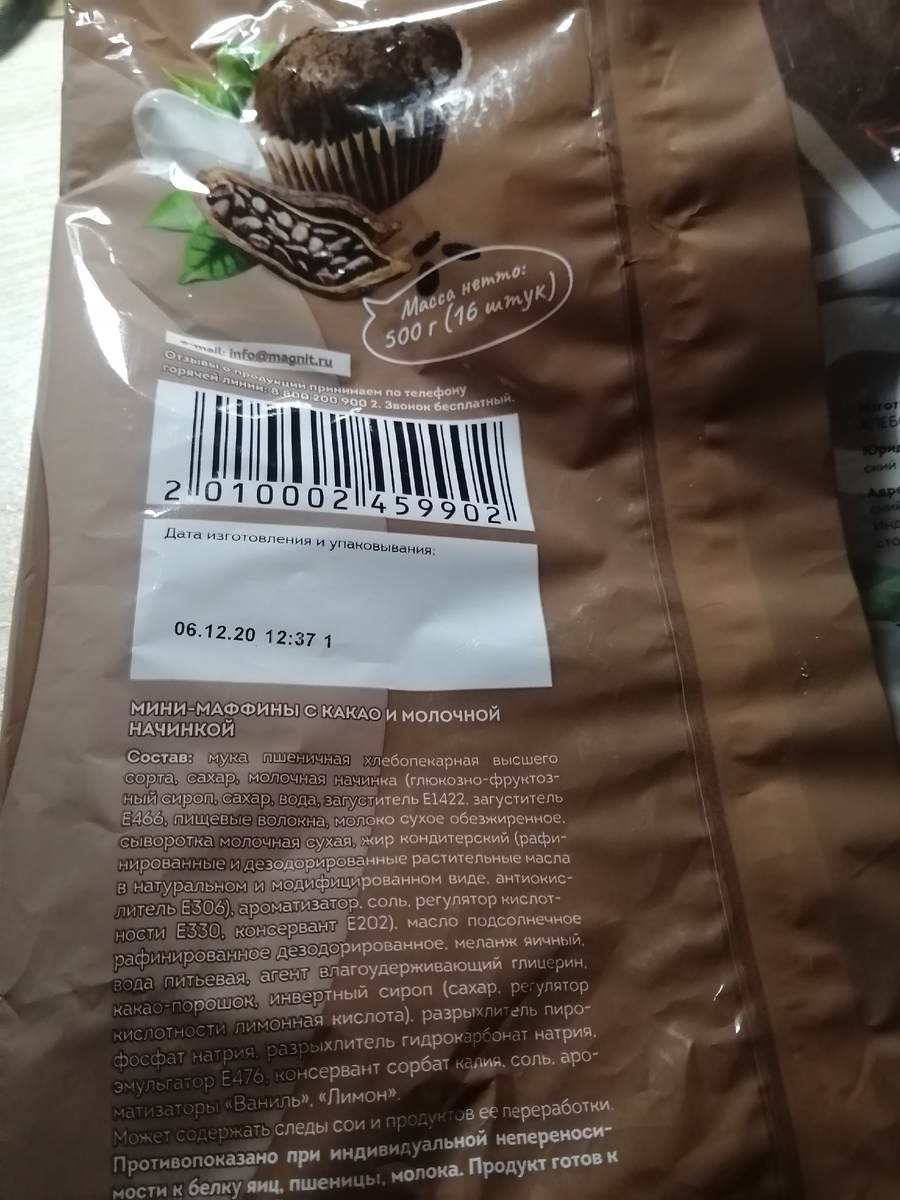 Масса нетто:
500 г (16 штук)
e-mail: info@magnit.ru
Отзывы о продукции принимаем по телефону
горячей линии: 8 800 200 900 2. Звонок бесплатный.
2 010002 459902
Дата изготовления и упаковывания:
06.12.20 12:37 1
МИНИ-МАФФИНЫ С КАКАО И МОЛОЧНОЙ
НАЧИНКОЙ
Состав: мука пшеничная хлебопекарная высшего
сорта, сахар, молочная начинка (глюкозно-фруктоз-
ный сироп, сахар, вода, загуститель Е1422, загуститель
Е466, пищевые волокна, молоко сухое обезжиренное,
сыворотка молочная сухая, жир кондитерский (рафи-
нированные и дезодорированные растительные масла
в натуральном и модифицированном виде, антиокис-
литель Е306), ароматизатор, соль, регулятор кислот-
ности Е330, консервант Е202), масло подсолнечное
рафинированное дезодорированное, меланж яичный,
вода питьевая, агент влагоудерживающий глицерин,
какао-порошок, инвертный сироп (сахар, регулятор
кислотности лимонная кислота), разрыхлитель пиро-
фосфат натрия, разрыхлитель гидрокарбонат натрия,
эмульгатор Е476, консервант сорбат калия, соль, аро-
матизаторы «Ваниль», «Лимон».
Может содержать следы сои и продуктов ее переработки.
Противопоказано при индивидуальной непереноси-
мости к белку яиц, пшеницы, молока. Продукт готов к